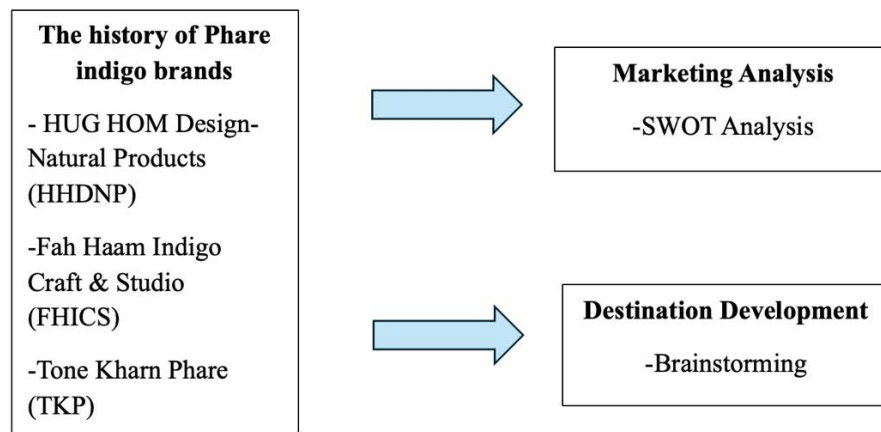 The history of Phare
indigo brands
- HUG HOM Design-
Natural Products
(HHDNP)
-Fah Haam Indigo
Craft & Studio
(FHICS)
-Tone Kharn Phare
(TKP)
Marketing Analysis
-SWOT Analysis
Destination Development
-Brainstorming